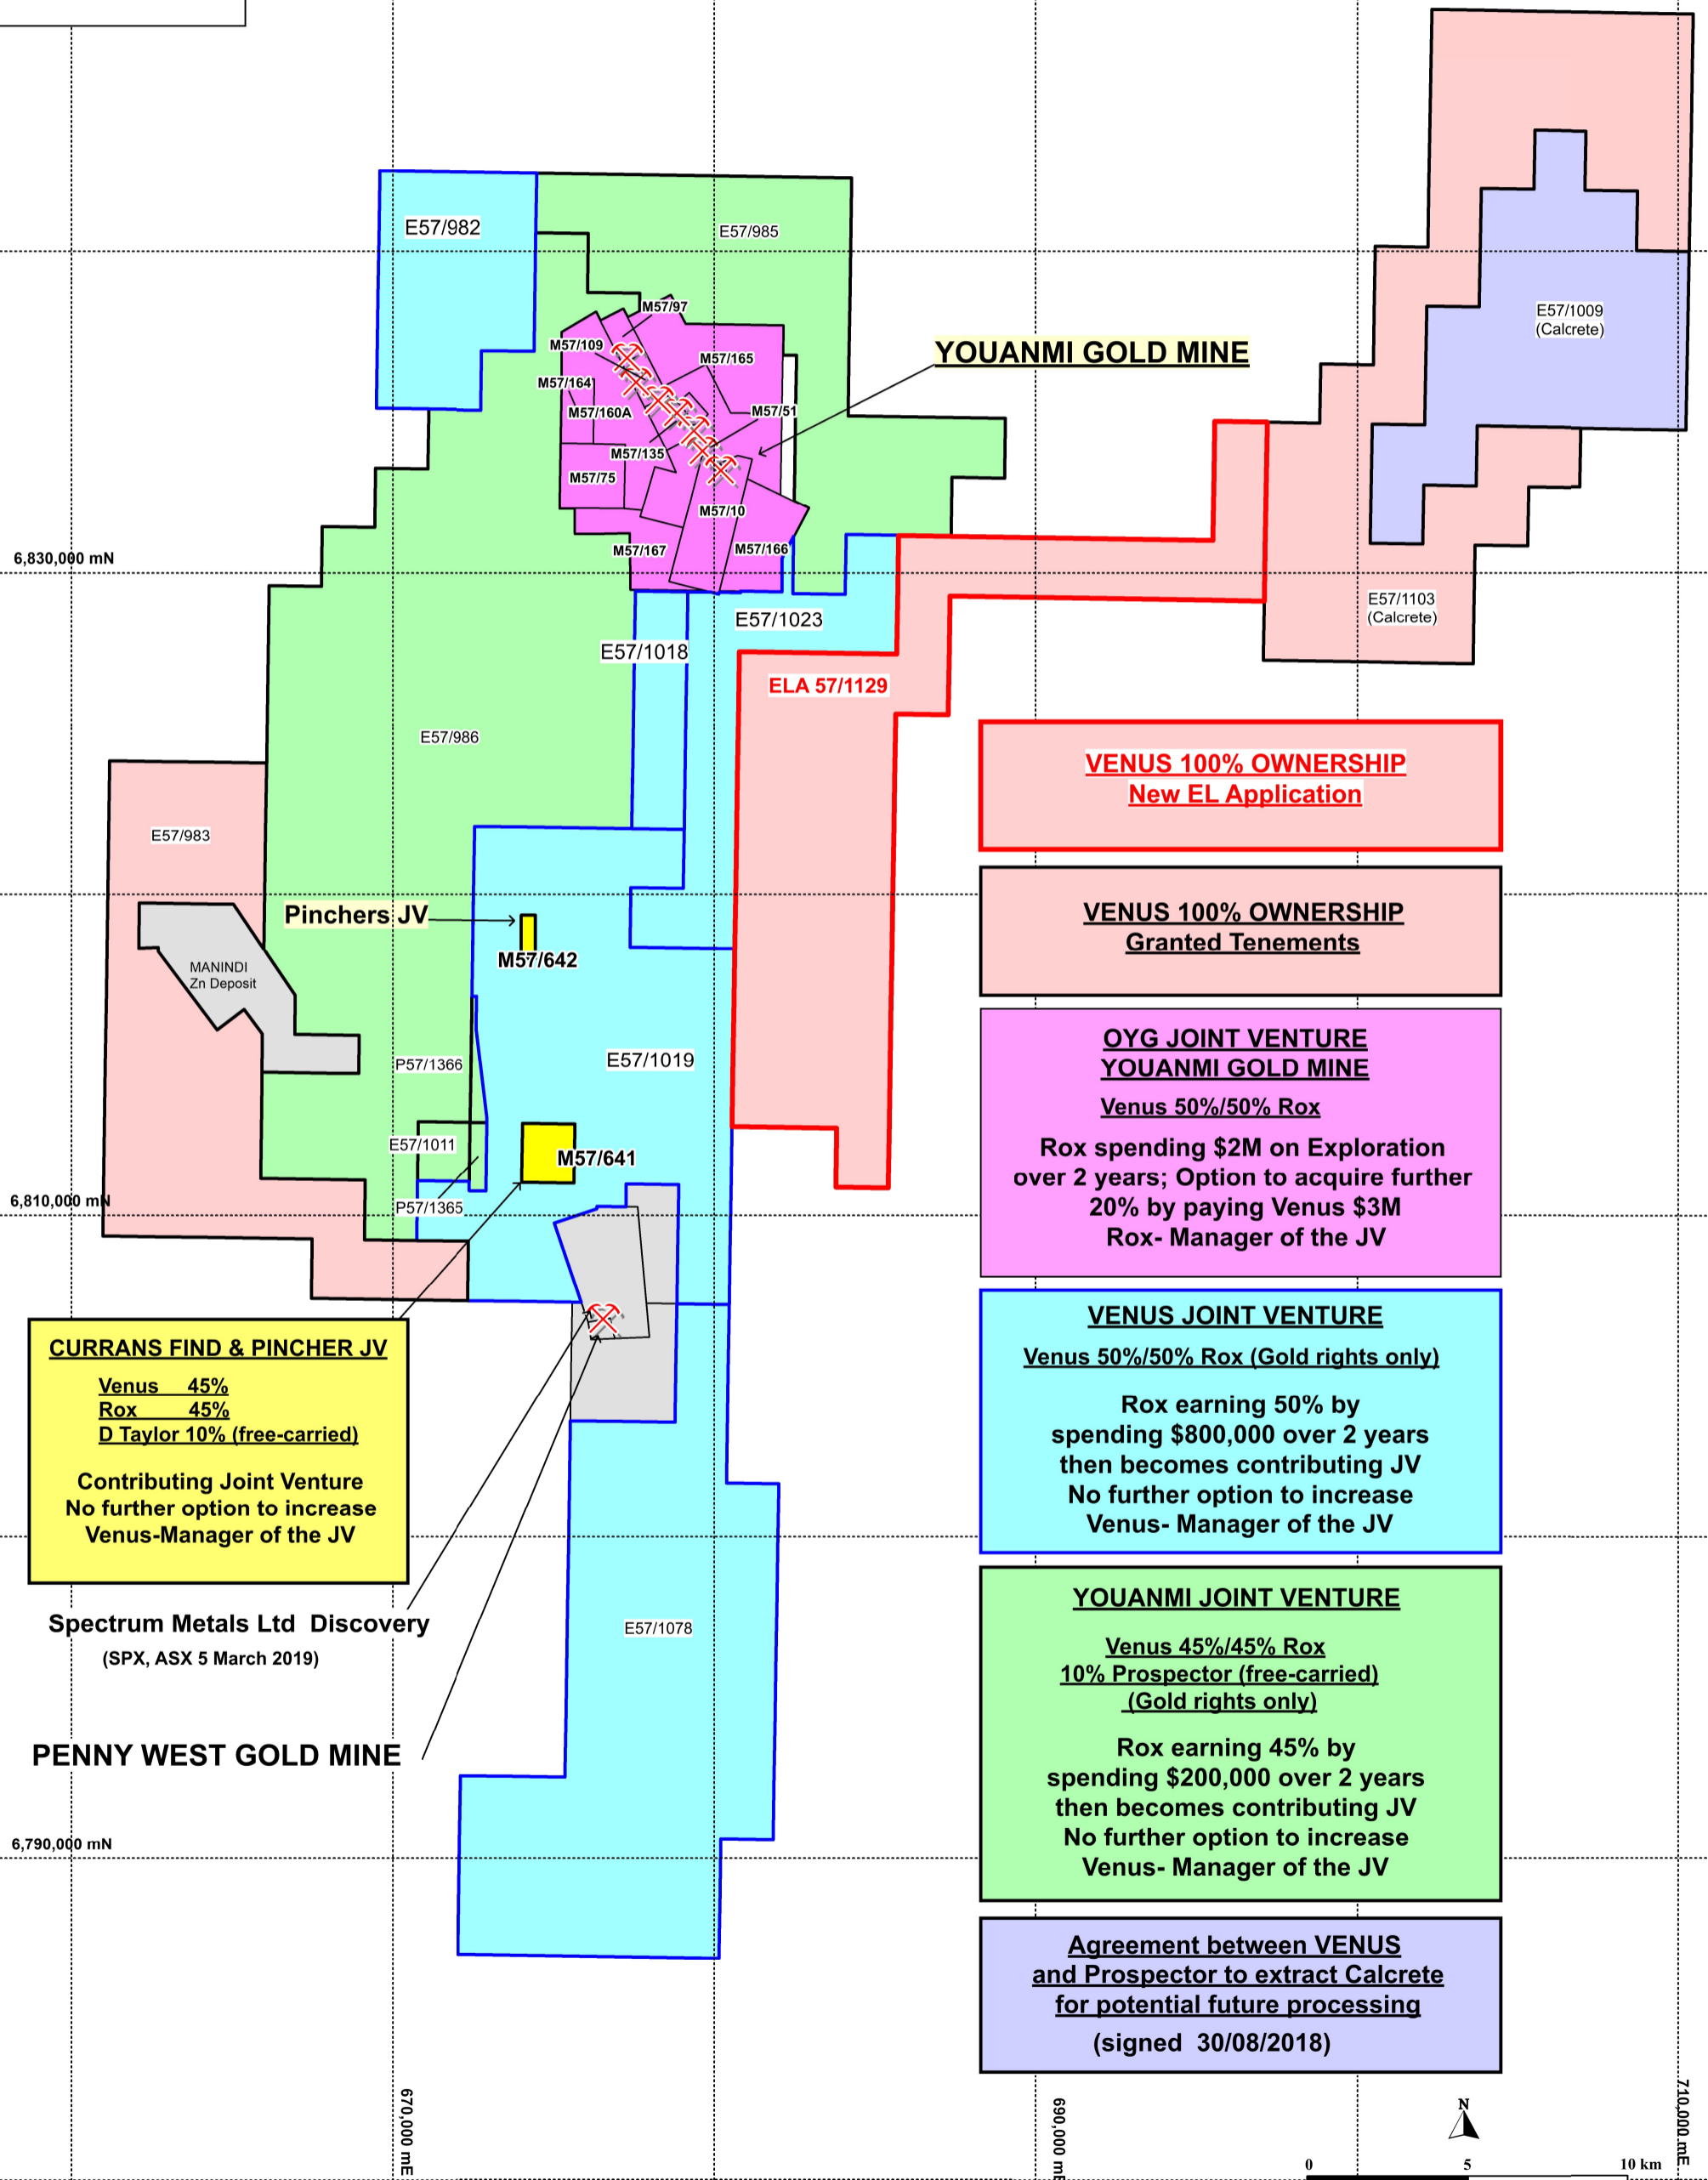 E57/982
E57/985
M57/97
M57/109
M57/165
YOUANMI GOLD MINE
M57/164
M57/160A
M57/51
M57/135
M57/75
M57/10
M57/167
M57/166
E57/1009
(Calcrete)
6,830,000 mN
E57/1103
(Calcrete)
E57/1023
E57/1018
ELA 57/1129
E57/986
E57/983
Pinchers JV
M57/642
MANINDI
Zn Deposit
P57/1366
E57/1019
E57/1011
M57/641
6,810,000 mN
P57/1365
VENUS 100% OWNERSHIP
New EL Application
VENUS 100% OWNERSHIP
Granted Tenements
OYG JOINT VENTURE
YOUANMI GOLD MINE
Venus 50%/50% Rox
Rox spending $2M on Exploration
over 2 years; Option to acquire further
20% by paying Venus $3M
Rox- Manager of the JV
VENUS JOINT VENTURE
Venus 50%/50% Rox (Gold rights only)
Rox earning 50% by
spending $800,000 over 2 years
then becomes contributing JV
No further option to increase
Venus- Manager of the JV
CURRANS FIND & PINCHER JV
Venus 45%
Rox 45%
D Taylor 10% (free-carried)
Contributing Joint Venture
No further option to increase
Venus-Manager of the JV
Spectrum Metals Ltd Discovery
(SPX, ASX 5 March 2019)
E57/1078
PENNY WEST GOLD MINE
6,790,000 mN
YOUANMI JOINT VENTURE
Venus 45%/45% Rox
10% Prospector (free-carried)
(Gold rights only)
Rox earning 45% by
spending $200,000 over 2 years
then becomes contributing JV
No further option to increase
Venus- Manager of the JV
Agreement between VENUS
and Prospector to extract Calcrete
for potential future processing
(signed 30/08/2018)
670,000 mE
690,000 mE
710,000 mE
N
0 5 10 km